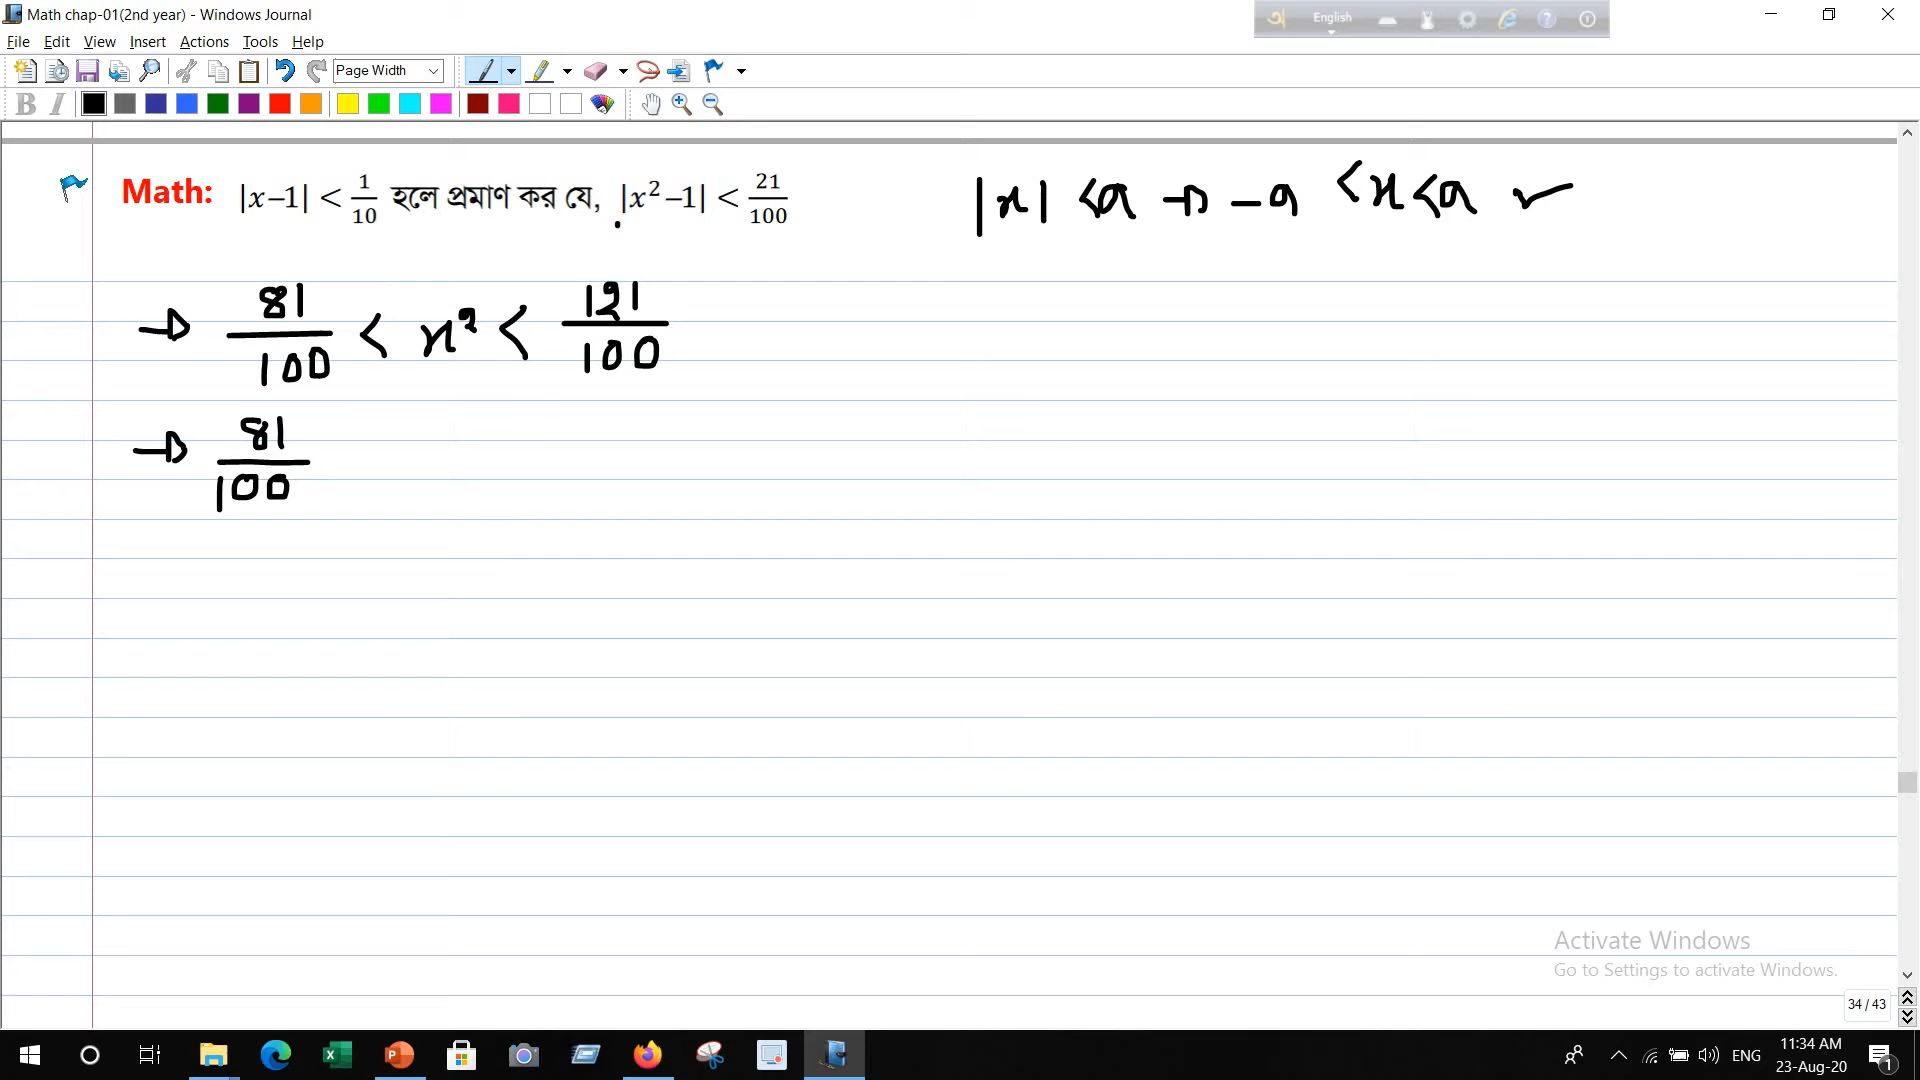 Math chap-01(2nd year) - Windows Journal
English
File Edit View Insert Actions Tools Help
Page Width
B I
Math: |x−1| < 1/10 হলে প্রমাণ কর যে, |x²−1| < 21/100
|x| < a → −a < x < a ✓
→ 81/100 < x² < 121/100
→ 81/100
Activate Windows
Go to Settings to activate Windows.
34 / 43
ENG
11:34 AM
23-Aug-20
1